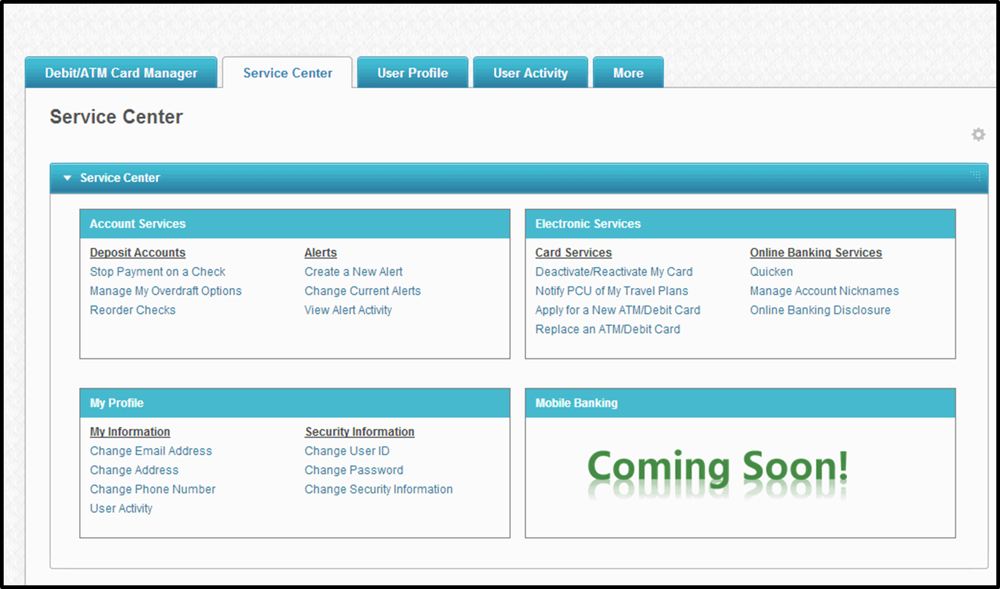 Debit/ATM Card Manager
Service Center
User Profile
User Activity
More
Service Center
Service Center
Account Services
Deposit Accounts
Stop Payment on a Check
Manage My Overdraft Options
Reorder Checks
Alerts
Create a New Alert
Change Current Alerts
View Alert Activity
Electronic Services
Card Services
Deactivate/Reactivate My Card
Notify PCU of My Travel Plans
Apply for a New ATM/Debit Card
Replace an ATM/Debit Card
Online Banking Services
Quicken
Manage Account Nicknames
Online Banking Disclosure
My Profile
My Information
Change Email Address
Change Address
Change Phone Number
User Activity
Security Information
Change User ID
Change Password
Change Security Information
Mobile Banking
Coming Soon!